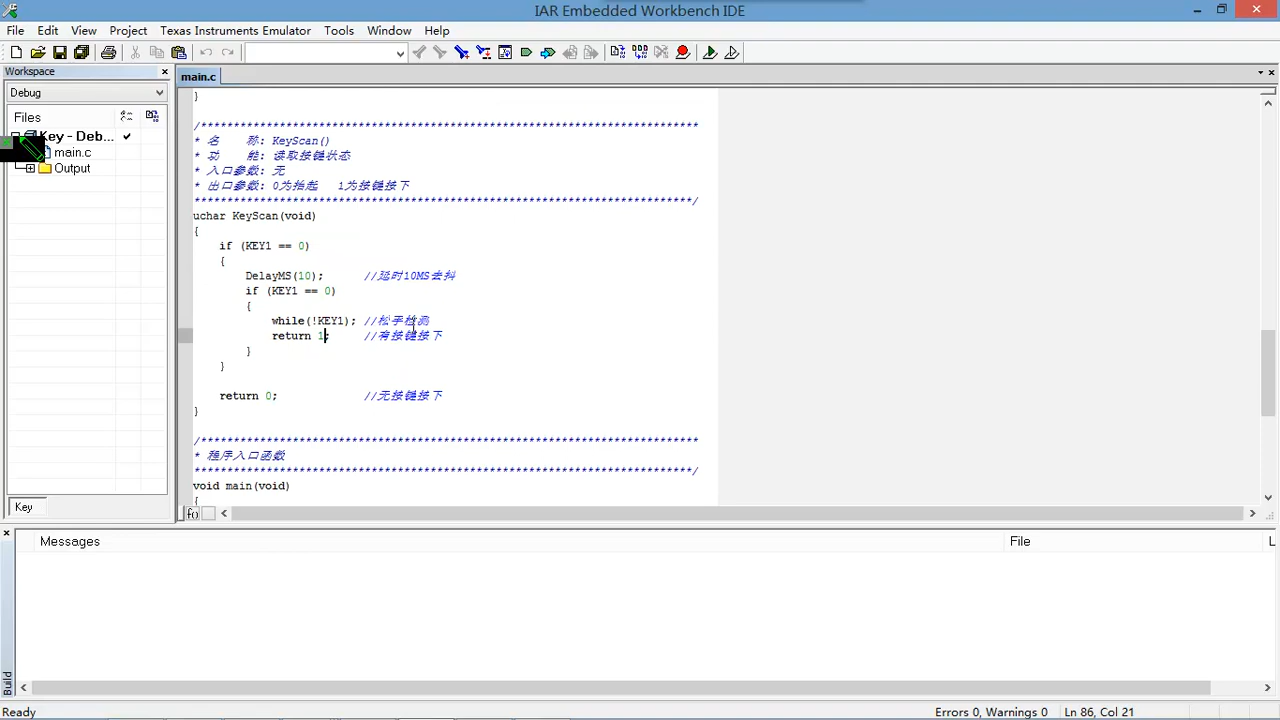 IAR Embedded Workbench IDE
File Edit View Project Texas Instruments Emulator Tools Window Help
Workspace
main.c
Debug
Files
Key - Deb...
main.c
Output
Key
}
/****************************************************************************
* 名    称: KeyScan()
* 功    能: 读取按键状态
* 入口参数: 无
* 出口参数: 0为抬起   1为按键按下
****************************************************************************/
uchar KeyScan(void)
{
if (KEY1 == 0)
{
DelayMS(10);      //延时10MS去抖
if (KEY1 == 0)
{
while(!KEY1); //松手检测
return 1;     //有按键按下
}
}
return 0;             //无按键按下
}
/****************************************************************************
* 程序入口函数
****************************************************************************/
void main(void)
{
f()
Messages File L
Build
Ready Errors 0, Warnings 0 Ln 86, Col 21